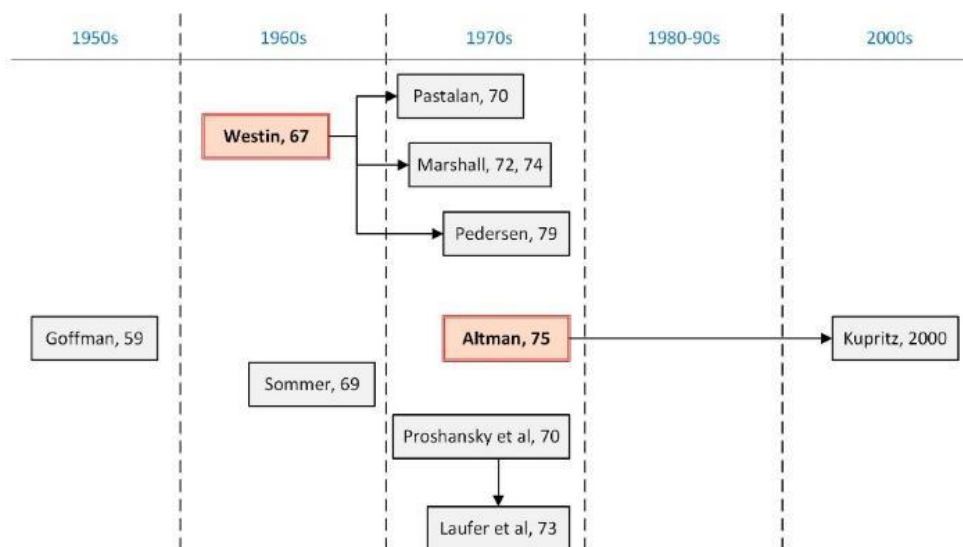 1950s
1960s
1970s
1980-90s
2000s
Pastalan, 70
Westin, 67
Marshall, 72, 74
Pedersen, 79
Goffman, 59
Altman, 75
Kupritz, 2000
Sommer, 69
Proshansky et al, 70
Laufer et al, 73